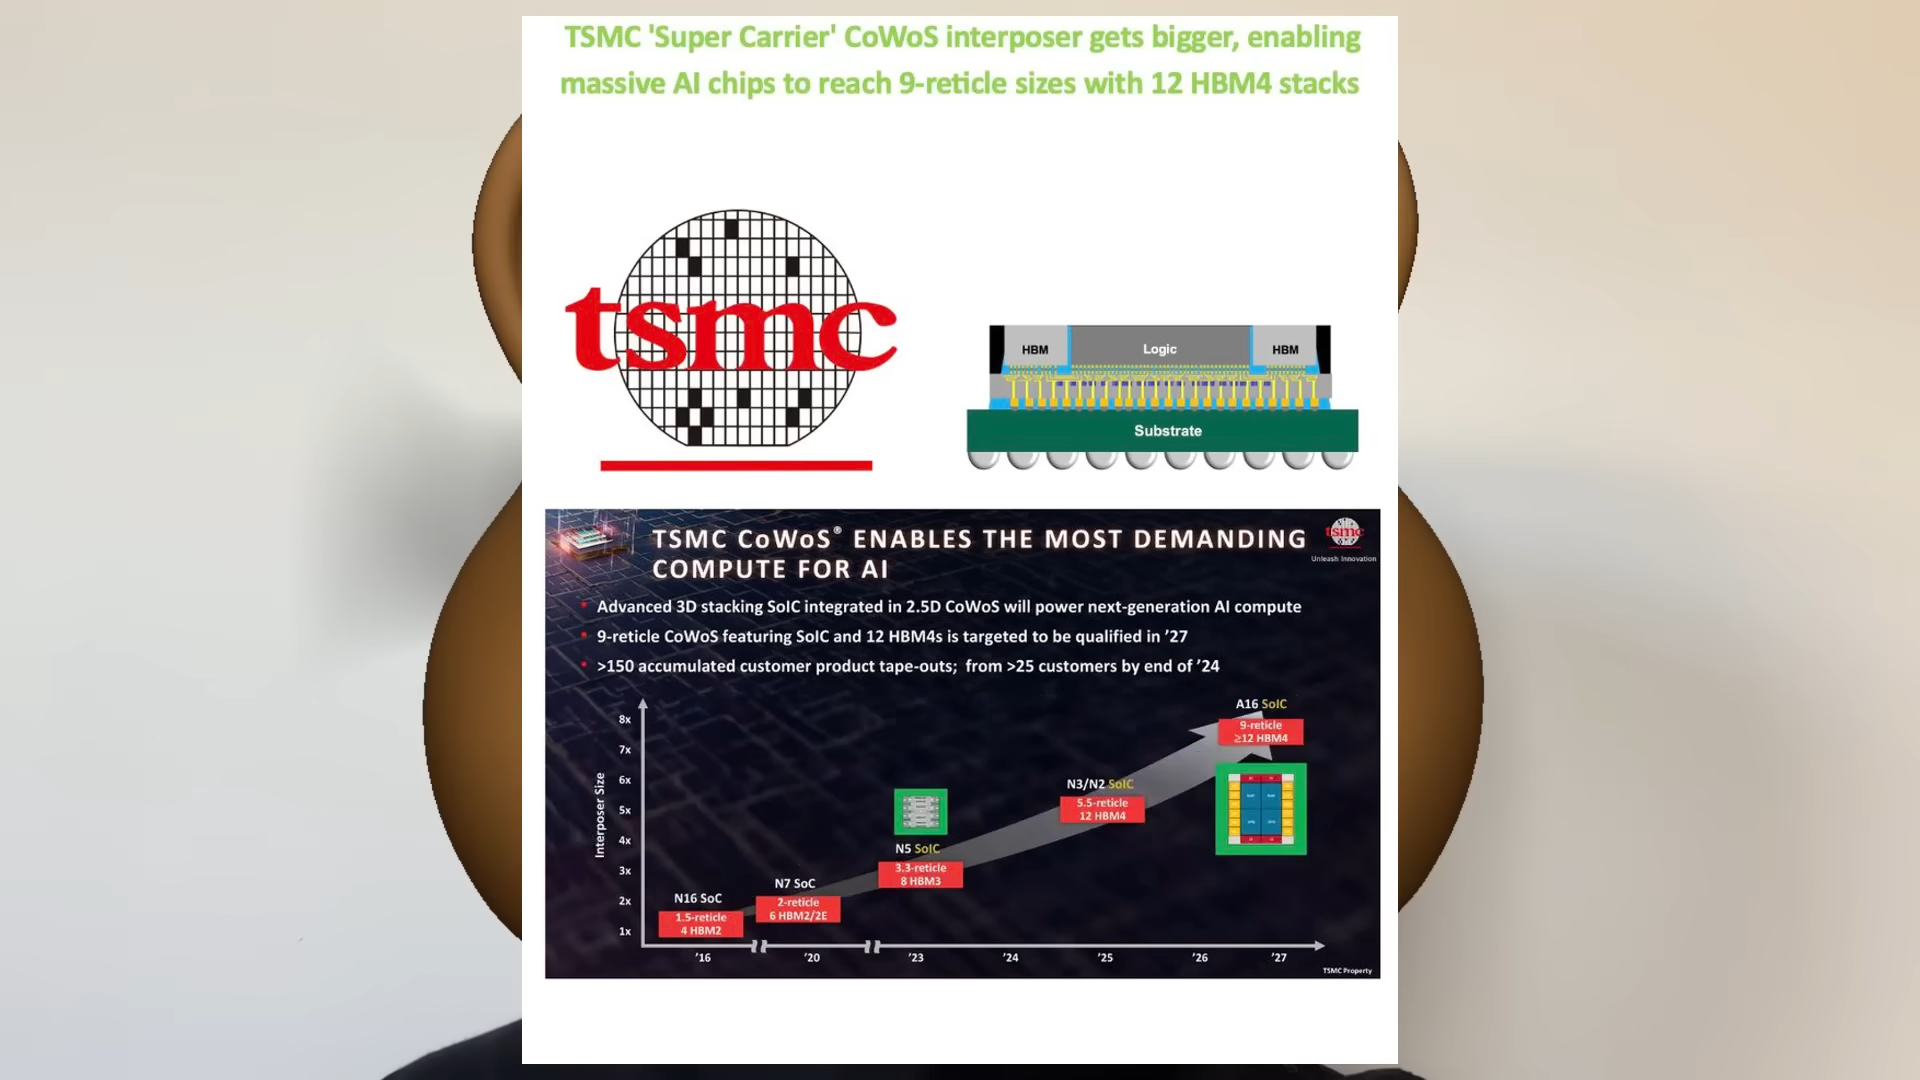 TSMC 'Super Carrier' CoWoS interposer gets bigger, enabling
massive AI chips to reach 9-reticle sizes with 12 HBM4 stacks
tsmc
HBM
Logic
HBM
Substrate
TSMC CoWoS® ENABLES THE MOST DEMANDING
COMPUTE FOR AI
tsmc
Unleash Innovation
Advanced 3D stacking SoIC integrated in 2.5D CoWoS will power next-generation AI compute
9-reticle CoWoS featuring SoIC and 12 HBM4s is targeted to be qualified in ’27
>150 accumulated customer product tape-outs; from >25 customers by end of ’24
Interposer Size
8x
7x
6x
5x
4x
3x
2x
1x
N16 SoC
1.5-reticle
4 HBM2
N7 SoC
2-reticle
6 HBM2/2E
N5 SoIC
3.3-reticle
8 HBM3
N3/N2 SoIC
5.5-reticle
12 HBM4
A16 SoIC
9-reticle
≥12 HBM4
’16
’20
’23
’24
’25
’26
’27
TSMC Property